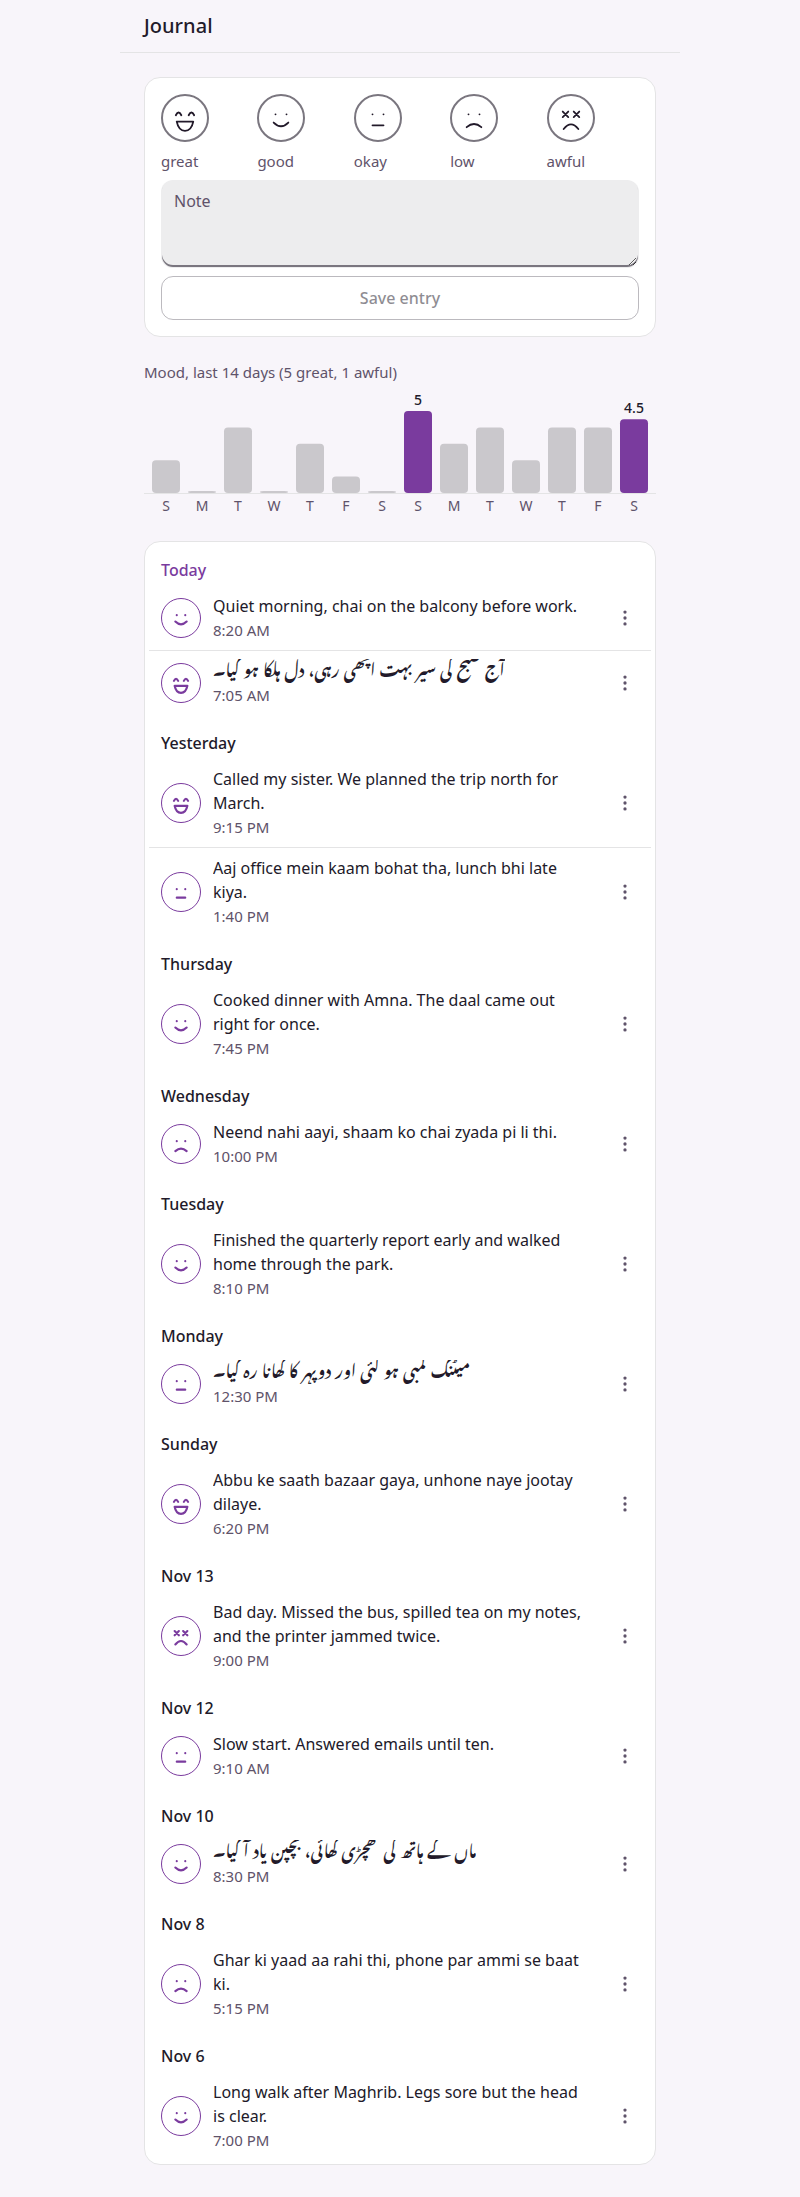 Journal
great good okay low awful
Note
Save entry
Mood, last 14 days (5 great, 1 awful)
5 4.5
S M T W T F S S M T W T F S
Today
Quiet morning, chai on the balcony before work.
8:20 AM
آج صبح کی سیر بہت اچھی رہی، دل ہلکا ہو گیا۔
7:05 AM
Yesterday
Called my sister. We planned the trip north for
March.
9:15 PM
Aaj office mein kaam bohat tha, lunch bhi late
kiya.
1:40 PM
Thursday
Cooked dinner with Amna. The daal came out
right for once.
7:45 PM
Wednesday
Neend nahi aayi, shaam ko chai zyada pi li thi.
10:00 PM
Tuesday
Finished the quarterly report early and walked
home through the park.
8:10 PM
Monday
میٹنگ لمبی ہو گئی اور دوپہر کا کھانا رہ گیا۔
12:30 PM
Sunday
Abbu ke saath bazaar gaya, unhone naye jootay
dilaye.
6:20 PM
Nov 13
Bad day. Missed the bus, spilled tea on my notes,
and the printer jammed twice.
9:00 PM
Nov 12
Slow start. Answered emails until ten.
9:10 AM
Nov 10
ماں کے ہاتھ کی کھچڑی کھائی، بچپن یاد آ گیا۔
8:30 PM
Nov 8
Ghar ki yaad aa rahi thi, phone par ammi se baat
ki.
5:15 PM
Nov 6
Long walk after Maghrib. Legs sore but the head
is clear.
7:00 PM